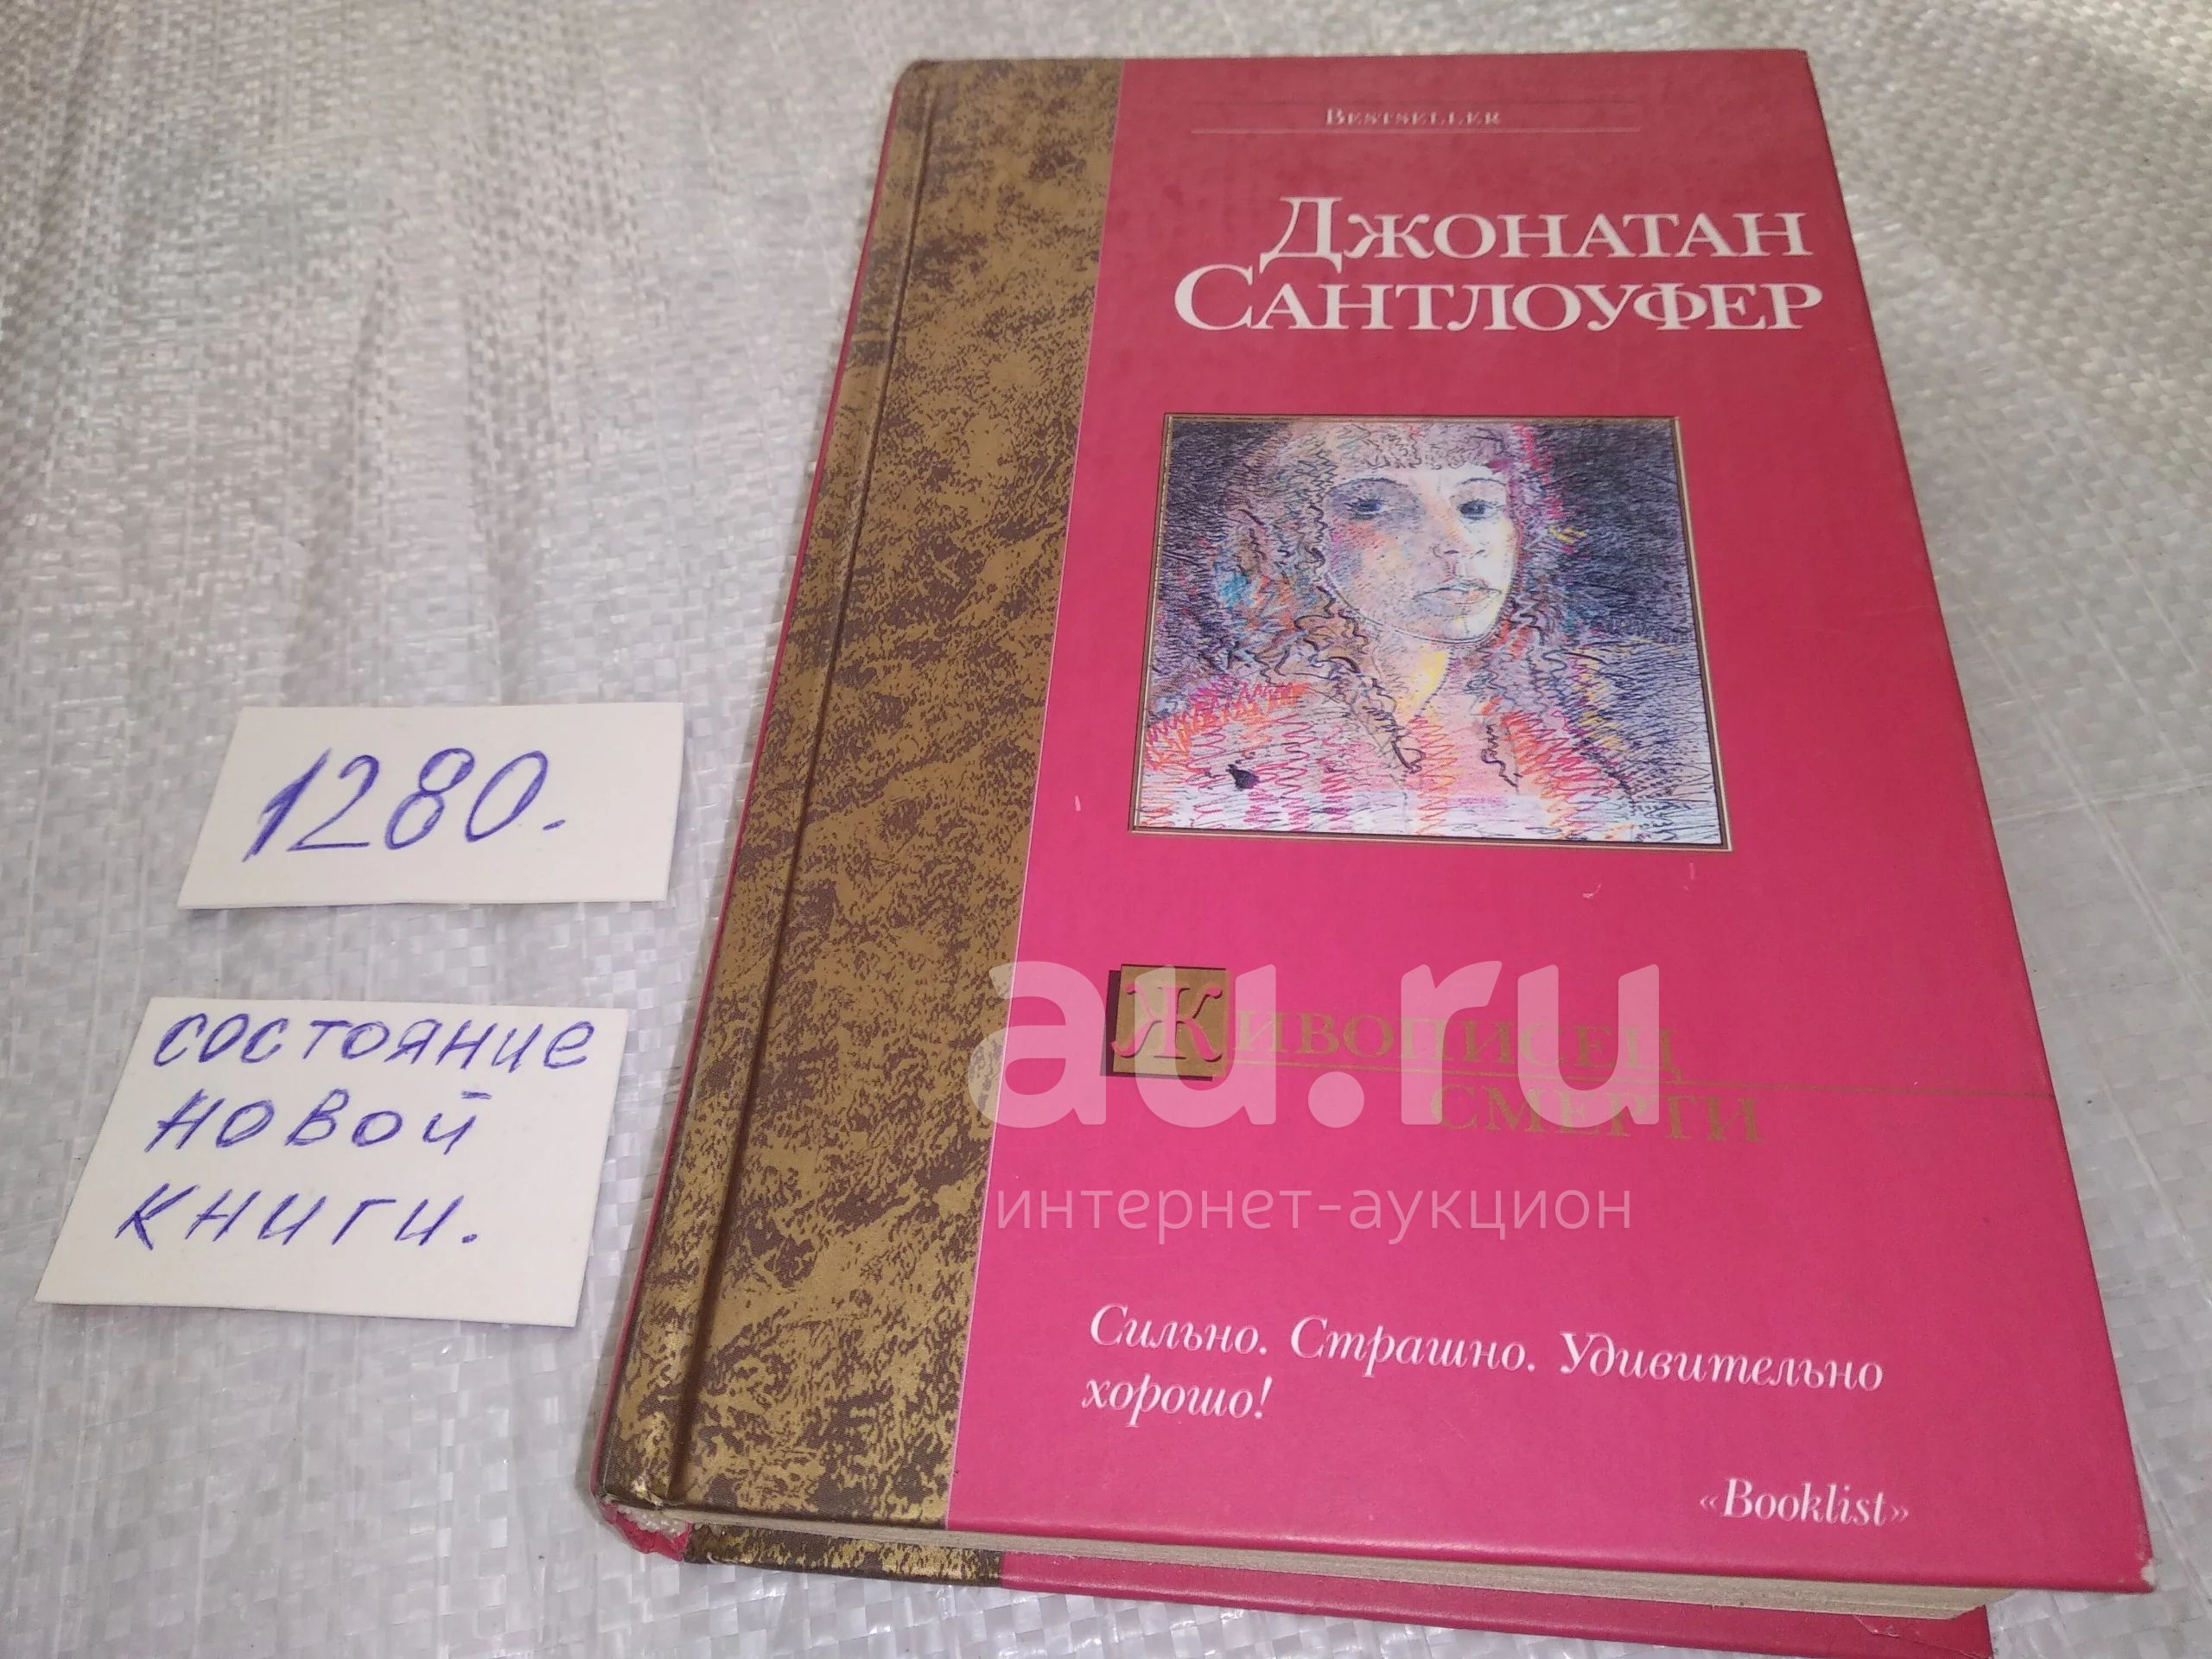 BESTSELLER
ДЖОНАТАН
САНТЛОУФЕР
ЖИВОПИСЕЦ
СМЕРТИ
Сильно. Страшно. Удивительно
хорошо!
«Booklist»
1280.
состояние
новой
книги.
au.ru
интернет-аукцион